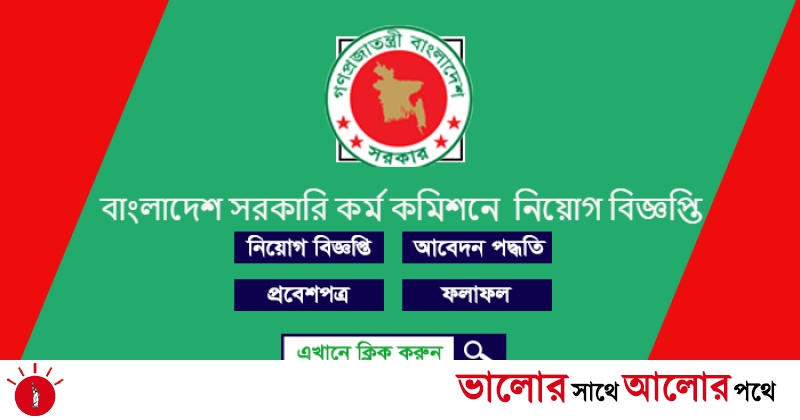 গণপ্রজাতন্ত্রী বাংলাদেশ
সরকার
বাংলাদেশ সরকারি কর্ম কমিশনে নিয়োগ বিজ্ঞপ্তি
নিয়োগ বিজ্ঞপ্তি আবেদন পদ্ধতি
প্রবেশপত্র ফলাফল
এখানে ক্লিক করুন
ভালোর সাথে আলোর পথে